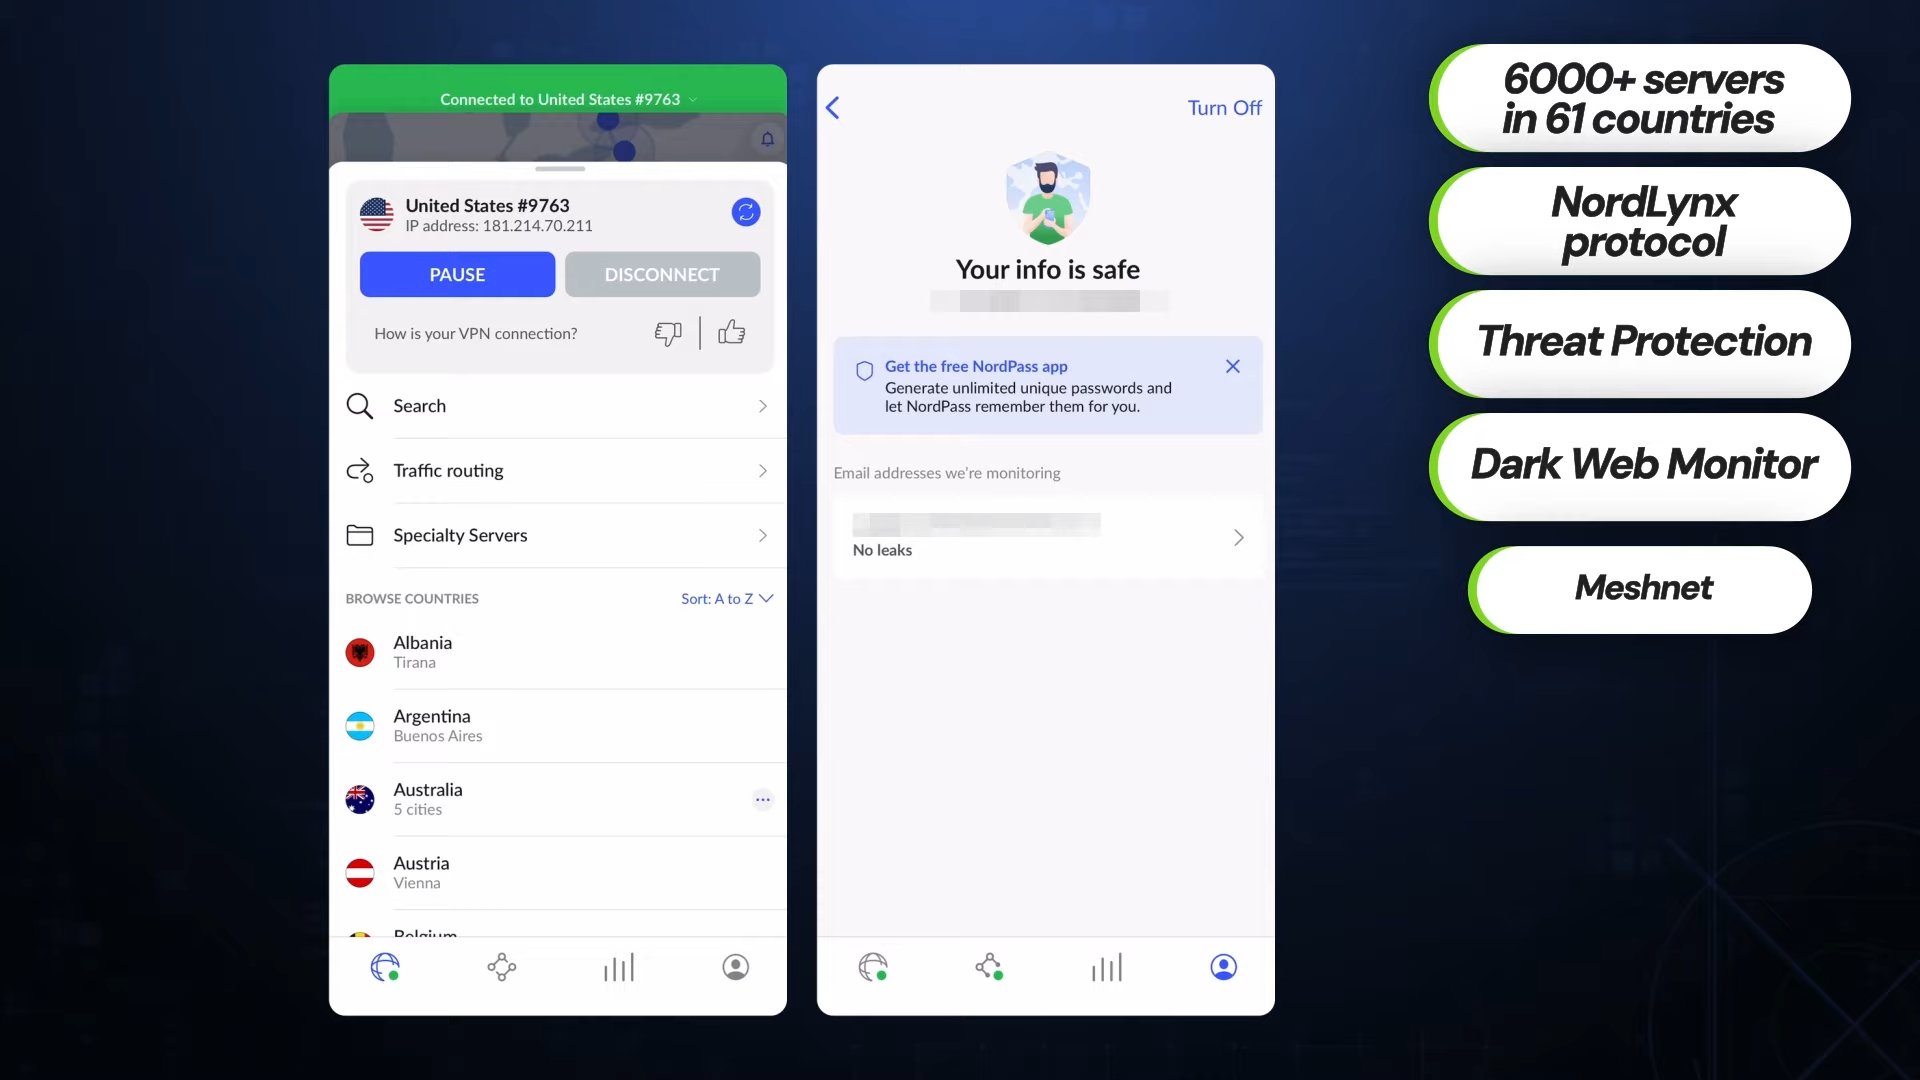 Connected to United States #9763
United States #9763
IP address: 181.214.70.211
PAUSE
DISCONNECT
How is your VPN connection?
Search
Traffic routing
Specialty Servers
BROWSE COUNTRIES
Sort: A to Z
Albania
Tirana
Argentina
Buenos Aires
Australia
5 cities
Austria
Vienna
Belgium
Turn Off
Your info is safe
Get the free NordPass app
Generate unlimited unique passwords and
let NordPass remember them for you.
Email addresses we're monitoring
No leaks
6000+ servers
in 61 countries
NordLynx
protocol
Threat Protection
Dark Web Monitor
Meshnet